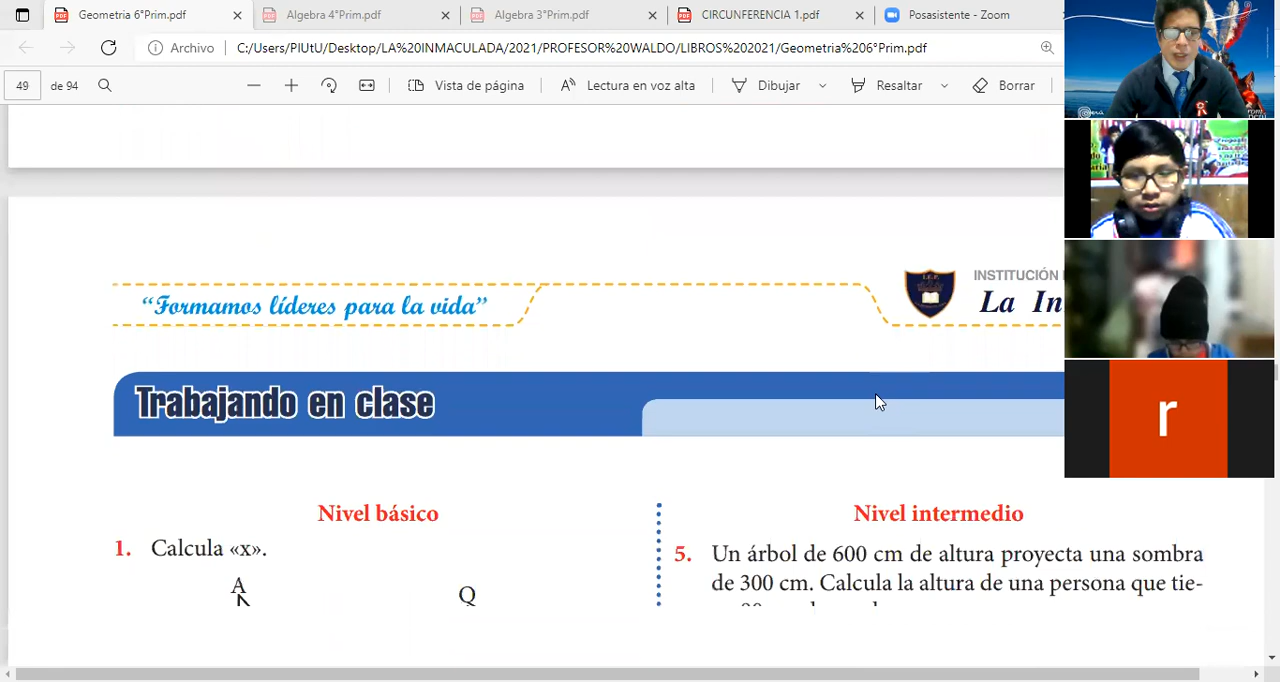 Geometria 6°Prim.pdf
Algebra 4°Prim.pdf
Algebra 3°Prim.pdf
CIRCUNFERENCIA 1.pdf
Posasistente - Zoom
Archivo
C:/Users/PlUtU/Desktop/LA%20INMACULADA/2021/PROFESOR%20WALDO/LIBROS%202021/Geometria%206°Prim.pdf
49 de 94
Vista de página
Lectura en voz alta
Dibujar
Resaltar
Borrar
“Formamos líderes para la vida”
INSTITUCIÓN
La In
Trabajando en clase
Nivel básico
1. Calcula «x».
A
Q
Nivel intermedio
5. Un árbol de 600 cm de altura proyecta una sombra
de 300 cm. Calcula la altura de una persona que tie-
r